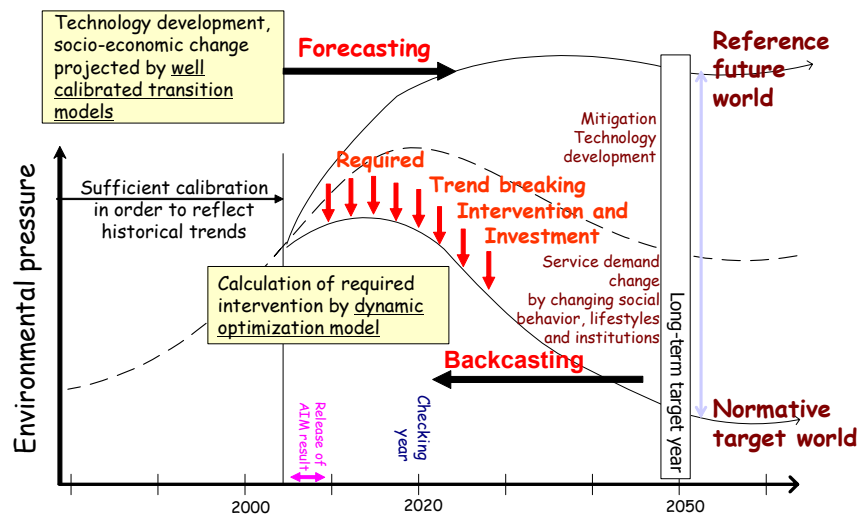 Technology development,
socio-economic change
projected by well
calibrated transition
models
Forecasting
Reference
future
world
Mitigation
Technology
development
Required
Trend breaking
Intervention and
Investment
Sufficient calibration
in order to reflect
historical trends
Environmental pressure
Calculation of required
intervention by dynamic
optimization model
Service demand
change
by changing social
behavior, lifestyles
and institutions
Long-term target year
Backcasting
Normative
target world
Release of
AIM result
Checking
year
2000
2020
2050